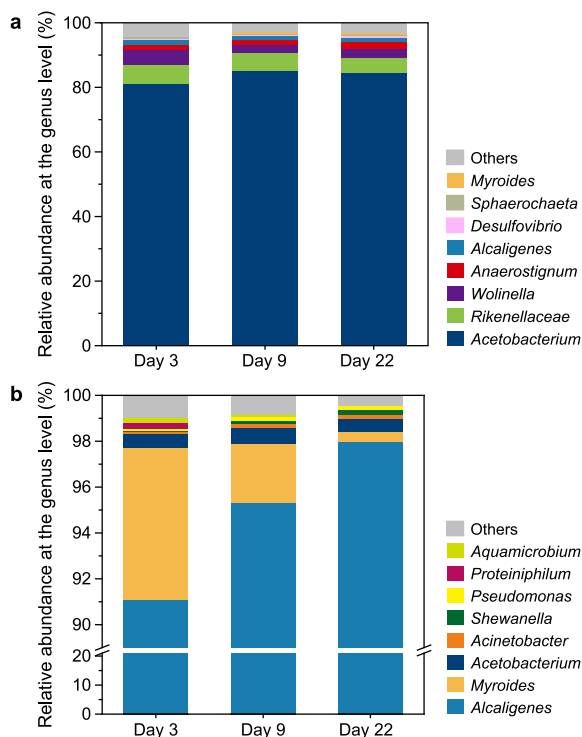 a
Relative abundance at the genus level (%)
100
80
60
40
20
0
Day 3 Day 9 Day 22
Others
Myroides
Sphaerochaeta
Desulfovibrio
Alcaligenes
Anaerostignum
Wolinella
Rikenellaceae
Acetobacterium
b
Relative abundance at the genus level (%)
100
98
96
94
92
90
20
10
0
Day 3 Day 9 Day 22
Others
Aquamicrobium
Proteiniphilum
Pseudomonas
Shewanella
Acinetobacter
Acetobacterium
Myroides
Alcaligenes